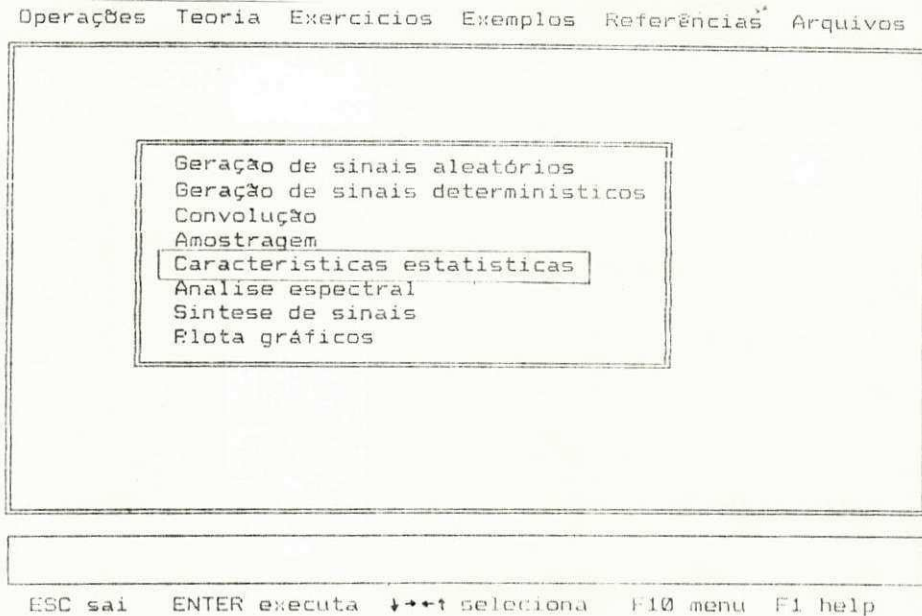 Operações Teoria Exercicios Exemplos Referências Arquivos
Geração de sinais aleatórios
Geração de sinais deterministicos
Convolução
Amostragem
Caracteristicas estatisticas
Analise espectral
Sintese de sinais
Plota gráficos
ESC sai ENTER executa ↓→←↑ seleciona F10 menu F1 help